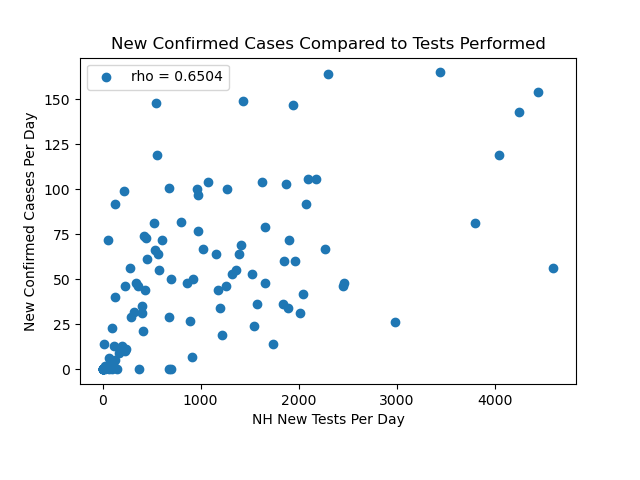 New Confirmed Cases Compared to Tests Performed
rho = 0.6504
150
125
100
75
50
25
0
New Confirmed Caeses Per Day
0 1000 2000 3000 4000
NH New Tests Per Day